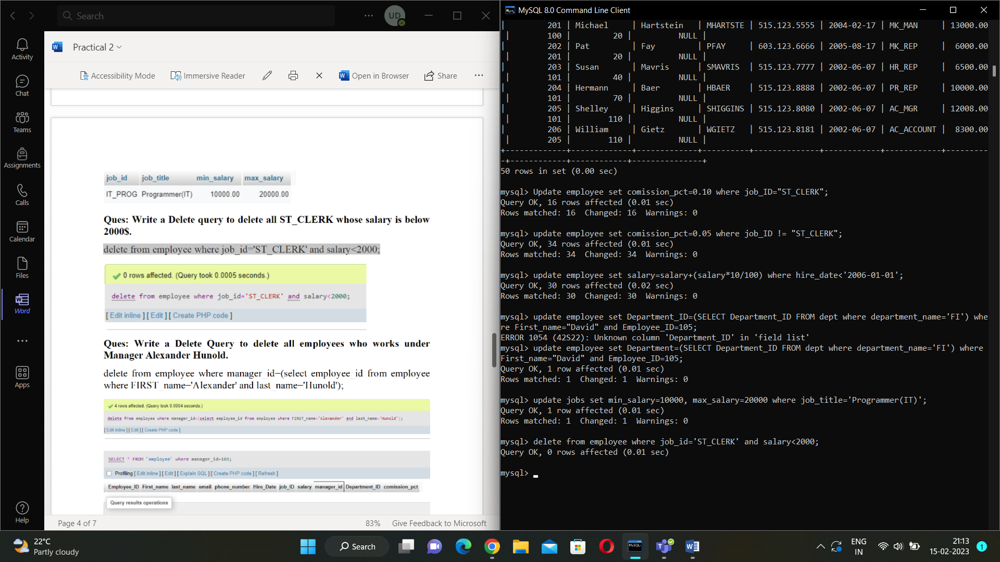 Search
UD
Activity
Chat
Teams
Assignments
Calls
Calendar
Files
Word
Apps
Help
Practical 2
Accessibility Mode
Immersive Reader
Open in Browser
Share
job_id job_title min_salary max_salary
IT_PROG Programmer(IT) 10000.00 20000.00
Ques: Write a Delete query to delete all ST_CLERK whose salary is below
2000$.
delete from employee where job_id='ST_CLERK' and salary<2000;
0 rows affected. (Query took 0.0005 seconds.)
delete from employee where job_id='ST_CLERK' and salary<2000;
[ Edit inline ] [ Edit ] [ Create PHP code ]
Ques: Write a Delete Query to delete all employees who works under
Manager Alexander Hunold.
delete from employee where manager_id=(select employee_id from employee
where FIRST_name='Alexander' and last_name='Hunold');
4 rows affected. (Query took 0.0004 seconds.)
delete from employee where manager_id=(select employee_id from employee where FIRST_name='Alexander' and last_name='Hunold');
[ Edit inline ] [ Edit ] [ Create PHP code ]
SELECT * FROM `employee` where manager_id=103;
Profiling [ Edit inline ] [ Edit ] [ Explain SQL ] [ Create PHP code ] [ Refresh ]
Employee_ID First_name last_name email phone_number Hire_Date job_ID salary manager_id Department_ID comission_pct
Query results operations
Page 4 of 7
83%
Give Feedback to Microsoft
MySQL 8.0 Command Line Client
| 201 | Michael | Hartstein | MHARTSTE | 515.123.5555 | 2004-02-17 | MK_MAN | 13000.00
| 100 | 20 | NULL |
| 202 | Pat | Fay | PFAY | 603.123.6666 | 2005-08-17 | MK_REP | 6000.00
| 201 | 20 | NULL |
| 203 | Susan | Mavris | SMAVRIS | 515.123.7777 | 2002-06-07 | HR_REP | 6500.00
| 101 | 40 | NULL |
| 204 | Hermann | Baer | HBAER | 515.123.8888 | 2002-06-07 | PR_REP | 10000.00
| 101 | 70 | NULL |
| 205 | Shelley | Higgins | SHIGGINS | 515.123.8080 | 2002-06-07 | AC_MGR | 12008.00
| 101 | 110 | NULL |
| 206 | William | Gietz | WGIETZ | 515.123.8181 | 2002-06-07 | AC_ACCOUNT | 8300.00
| 205 | 110 | NULL |
+-------------+-------------+-------------+----------+--------------+------------+------------+---------
-+------------+------------+---------------+
50 rows in set (0.00 sec)
mysql> Update employee set comission_pct=0.10 where job_ID="ST_CLERK";
Query OK, 16 rows affected (0.01 sec)
Rows matched: 16 Changed: 16 Warnings: 0
mysql> update employee set comission_pct=0.05 where job_ID != "ST_CLERK";
Query OK, 34 rows affected (0.01 sec)
Rows matched: 34 Changed: 34 Warnings: 0
mysql> update employee set salary=salary+(salary*10/100) where hire_date<'2006-01-01';
Query OK, 30 rows affected (0.02 sec)
Rows matched: 30 Changed: 30 Warnings: 0
mysql> update employee set Department_ID=(SELECT Department_ID FROM dept where department_name='FI') whe
re First_name="David" and Employee_ID=105;
ERROR 1054 (42S22): Unknown column 'Department_ID' in 'field list'
mysql> update employee set Department=(SELECT Department_ID FROM dept where department_name='FI') where
First_name="David" and Employee_ID=105;
Query OK, 1 row affected (0.01 sec)
Rows matched: 1 Changed: 1 Warnings: 0
mysql> update jobs set min_salary=10000, max_salary=20000 where job_title='Programmer(IT)';
Query OK, 1 row affected (0.01 sec)
Rows matched: 1 Changed: 1 Warnings: 0
mysql> delete from employee where job_id='ST_CLERK' and salary<2000;
Query OK, 0 rows affected (0.01 sec)
mysql>
22°C
Partly cloudy
Search
ENG
IN
21:13
15-02-2023
1